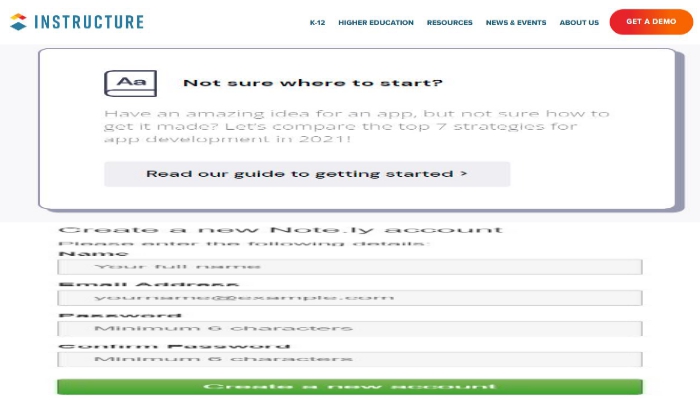 INSTRUCTURE
K-12 HIGHER EDUCATION RESOURCES NEWS & EVENTS ABOUT US GET A DEMO
Aa Not sure where to start?
Have an amazing idea for an app, but not sure how to
get it made? Let's compare the top 7 strategies for
app development in 2021!
Read our guide to getting started >
Create a new Note.ly account
Please enter the following details:
Name
Your full name
Email Address
yourname@example.com
Password
Minimum 6 characters
Confirm Password
Minimum 6 characters
Create a new account